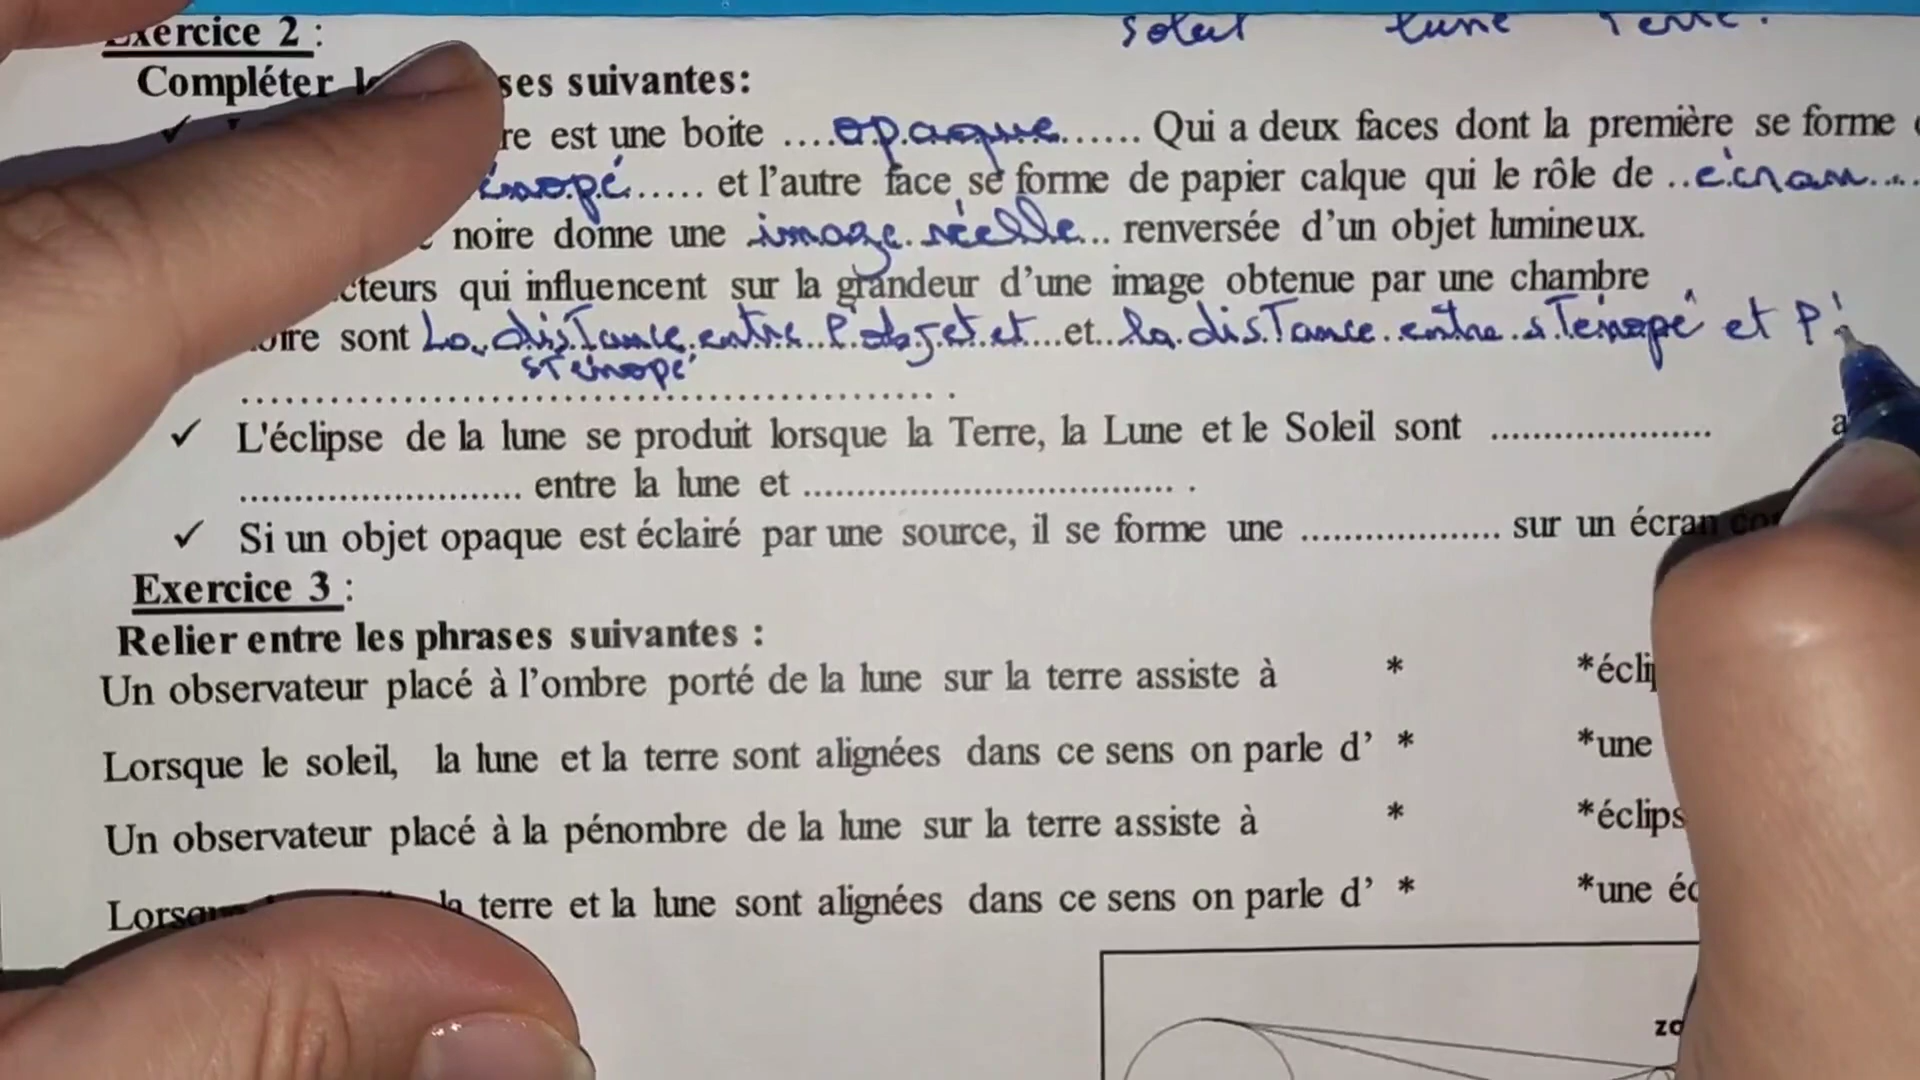 soleil lune Terre.
Exercice 2 :
Compléter ses suivantes:
✓ re est une boite ....opaque...... Qui a deux faces dont la première se forme
...... et l'autre face se forme de papier calque qui le rôle de ..écran....
noire donne une image réelle... renversée d'un objet lumineux.
cteurs qui influencent sur la grandeur d'une image obtenue par une chambre
oire sont La distance entre l'objet et ....et.. la distance entre sténopé et l'
sténopé
✓ L'éclipse de la lune se produit lorsque la Terre, la Lune et le Soleil sont ..................... a
........................... entre la lune et ................................... .
✓ Si un objet opaque est éclairé par une source, il se forme une ................... sur un écran
Exercice 3 :
Relier entre les phrases suivantes :
Un observateur placé à l'ombre porté de la lune sur la terre assiste à * *écli
Lorsque le soleil, la lune et la terre sont alignées dans ce sens on parle d' * *une
Un observateur placé à la pénombre de la lune sur la terre assiste à * *éclips
la terre et la lune sont alignées dans ce sens on parle d' * *une éc
zo